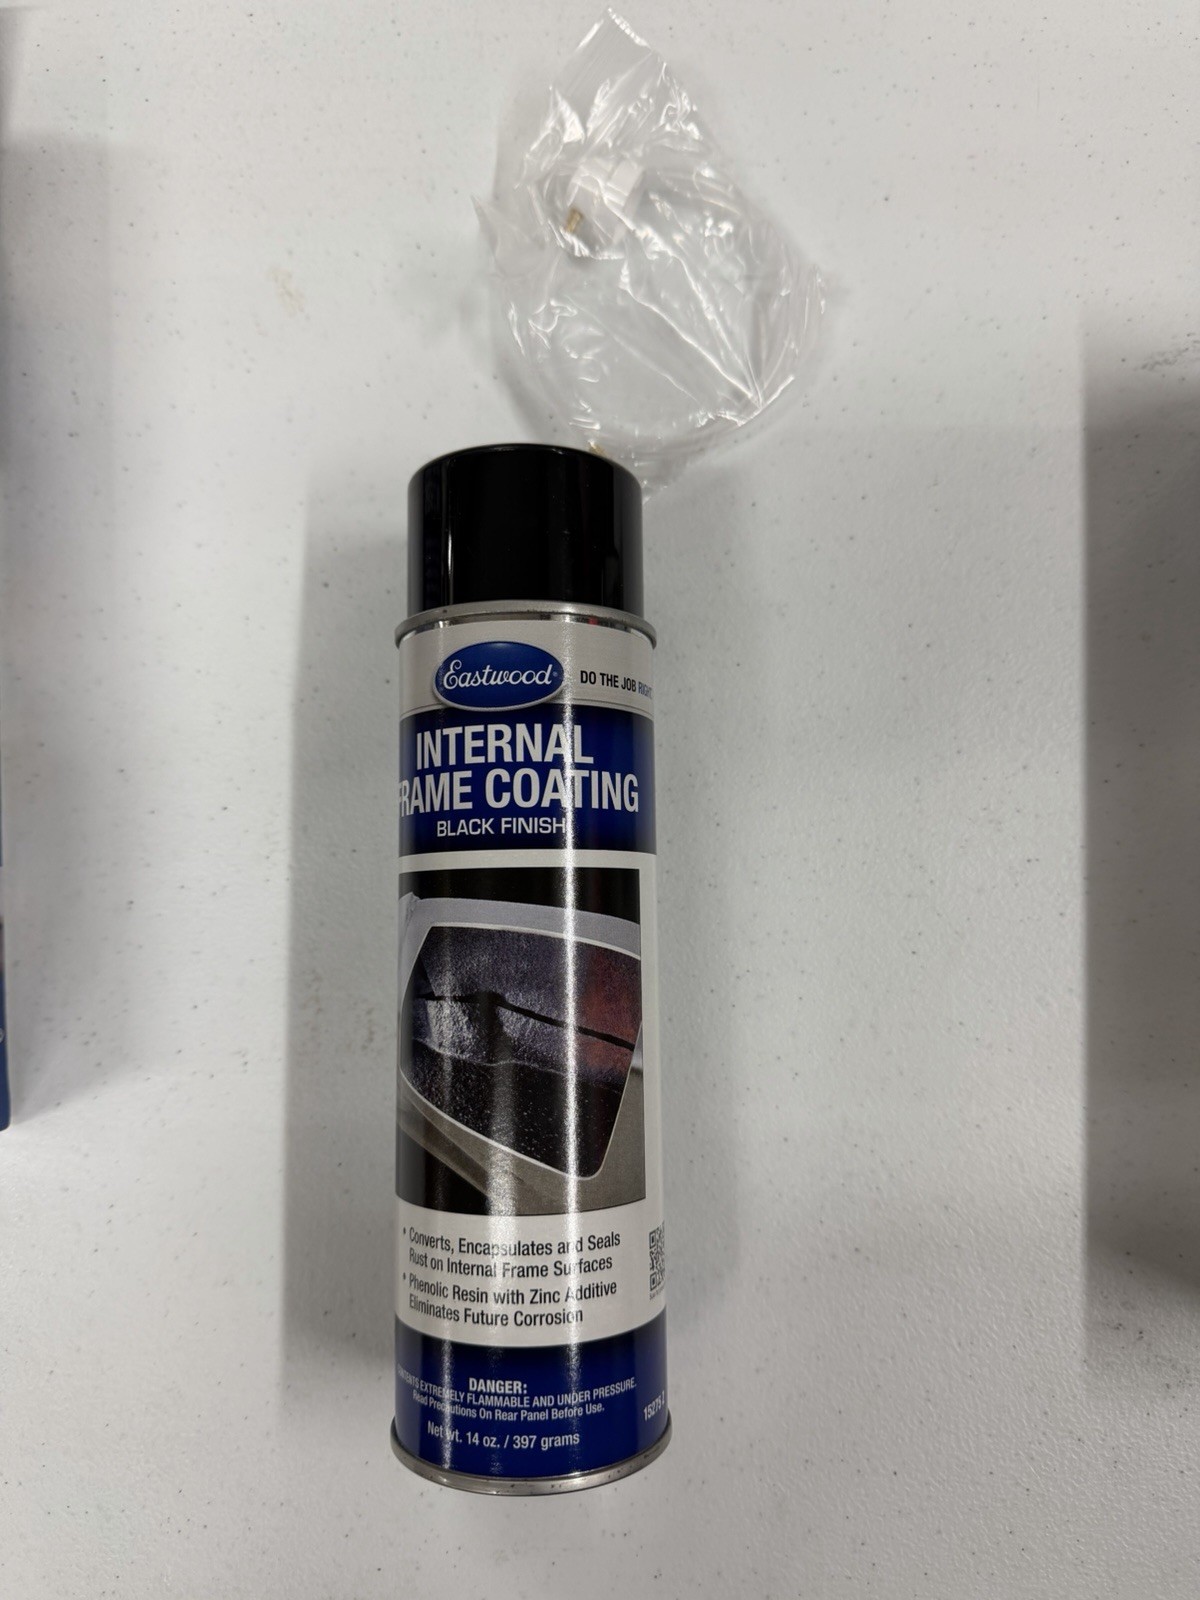 Eastwood
DO THE JOB RIGHT
INTERNAL
FRAME COATING
BLACK FINISH
• Converts, Encapsulates and Seals
Rust on Internal Frame Surfaces
• Phenolic Resin with Zinc Additive
Eliminates Future Corrosion
DANGER:
CONTENTS EXTREMELY FLAMMABLE AND UNDER PRESSURE.
Read Precautions On Rear Panel Before Use.
Net wt. 14 oz. / 397 grams